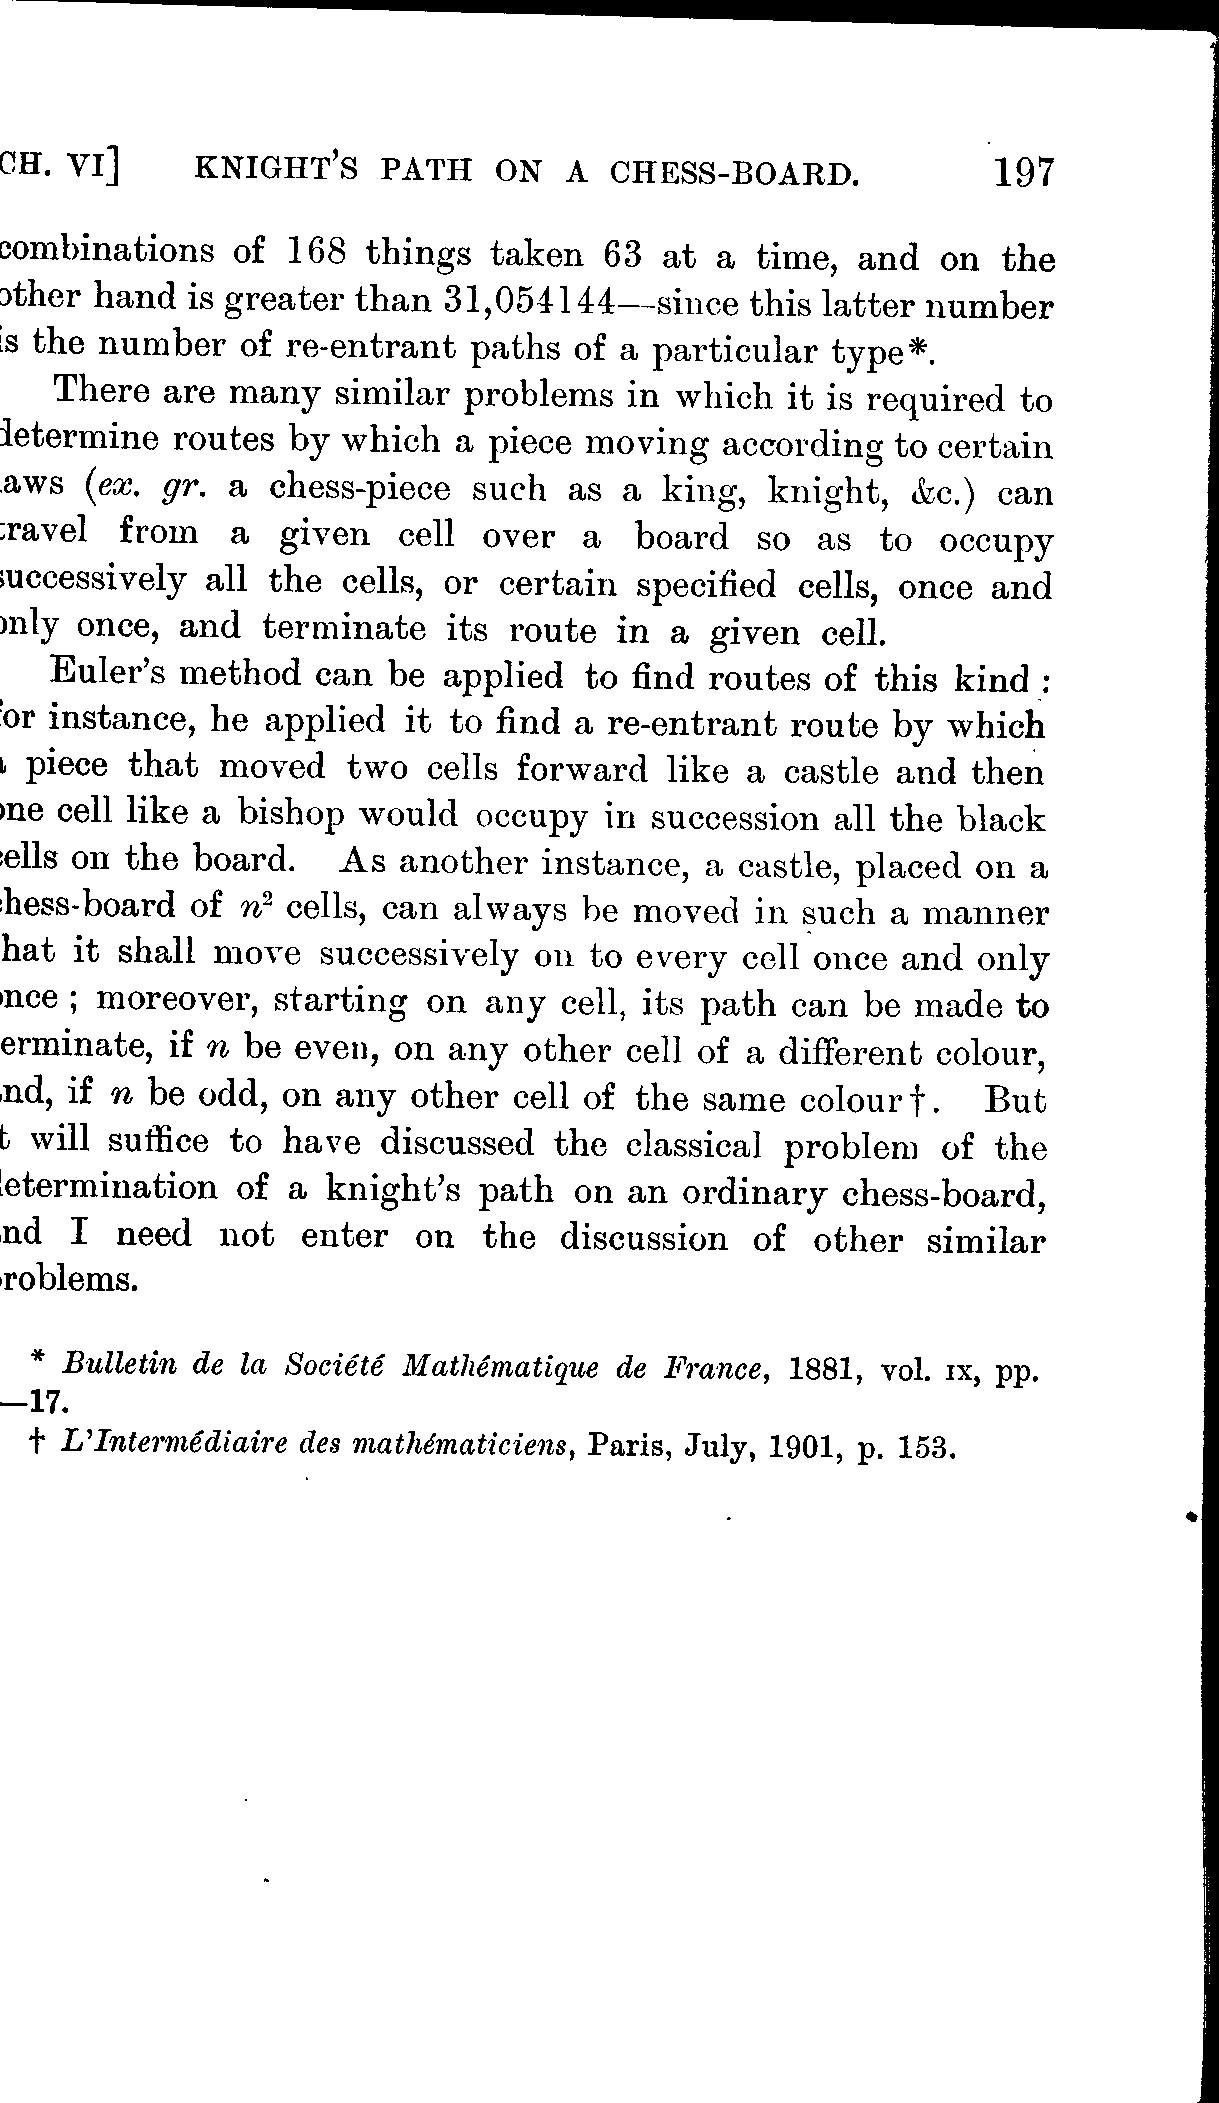 CH. VI] KNIGHT'S PATH ON A CHESS-BOARD. 197
combinations of 168 things taken 63 at a time, and on the
other hand is greater than 31,054144—since this latter number
is the number of re-entrant paths of a particular type*.
There are many similar problems in which it is required to
determine routes by which a piece moving according to certain
laws (ex. gr. a chess-piece such as a king, knight, &c.) can
travel from a given cell over a board so as to occupy
successively all the cells, or certain specified cells, once and
only once, and terminate its route in a given cell.
Euler's method can be applied to find routes of this kind :
for instance, he applied it to find a re-entrant route by which
a piece that moved two cells forward like a castle and then
one cell like a bishop would occupy in succession all the black
cells on the board. As another instance, a castle, placed on a
chess-board of n² cells, can always be moved in such a manner
hat it shall move successively on to every cell once and only
once ; moreover, starting on any cell, its path can be made to
erminate, if n be even, on any other cell of a different colour,
and, if n be odd, on any other cell of the same colour†. But
t will suffice to have discussed the classical problem of the
determination of a knight's path on an ordinary chess-board,
and I need not enter on the discussion of other similar
problems.
* Bulletin de la Société Mathématique de France, 1881, vol. IX, pp.
—17.
† L'Intermédiaire des mathématiciens, Paris, July, 1901, p. 153.